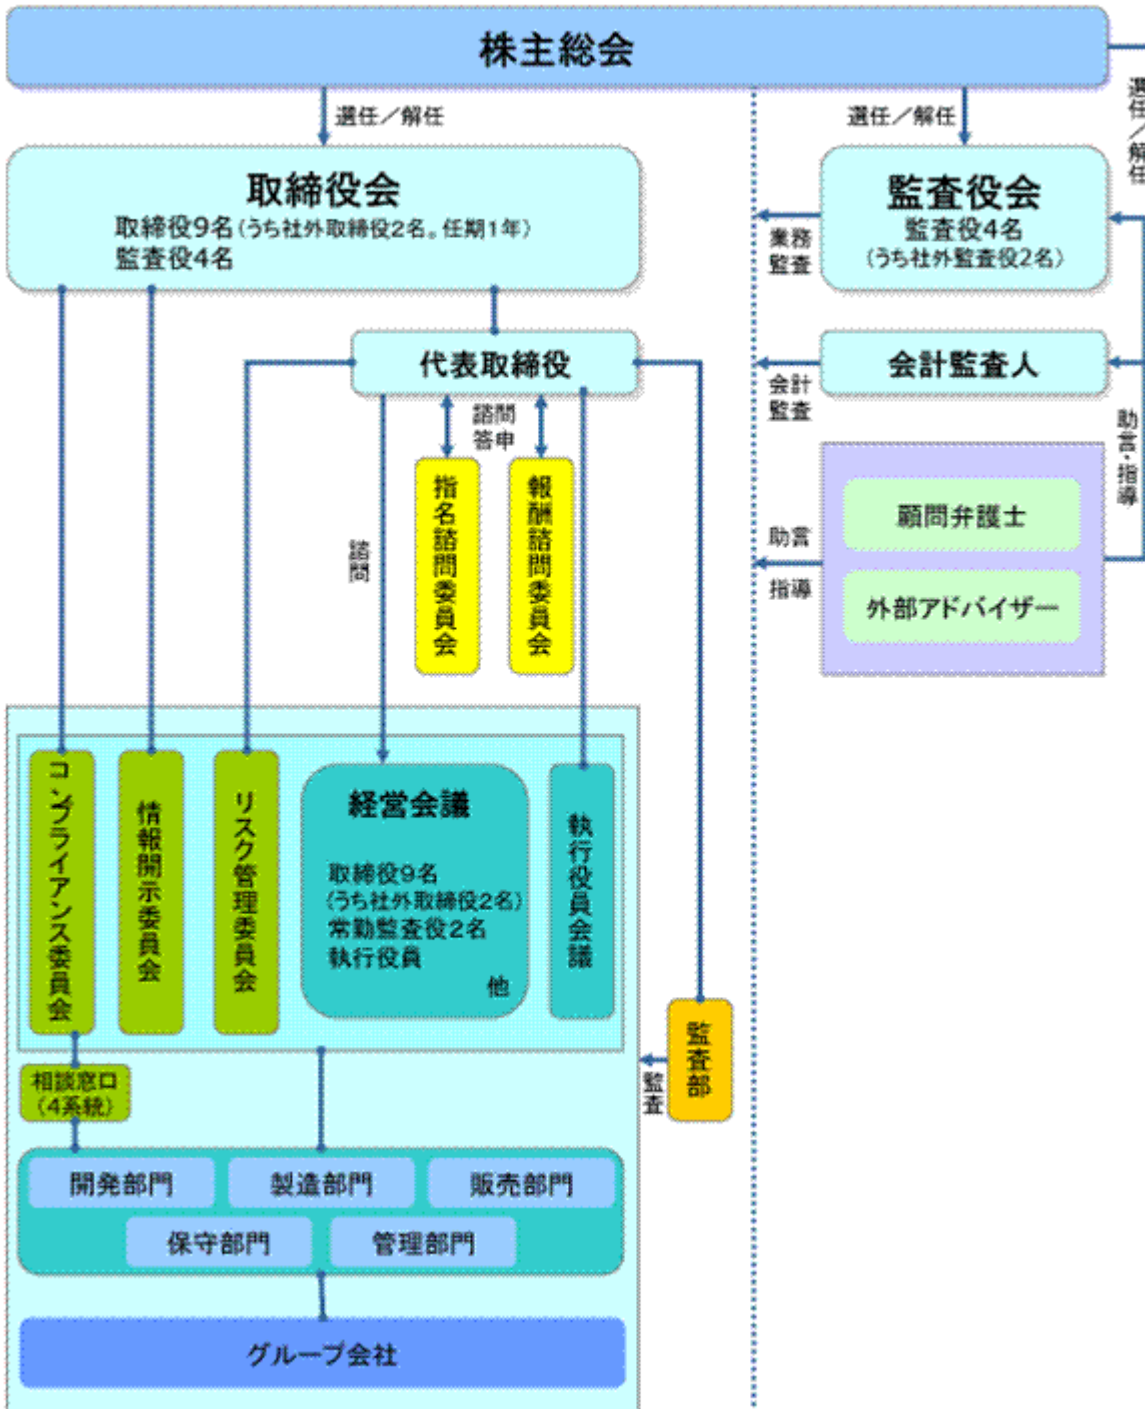 株主総会
選任／解任
選任／解任
選任／解任
取締役会
取締役9名(うち社外取締役2名。任期1年)
監査役4名
監査役会
監査役4名
(うち社外監査役2名)
業務
監査
代表取締役
会計監査人
会計
監査
諮問
答申
助言・指導
指名諮問委員会
報酬諮問委員会
諮問
顧問弁護士
外部アドバイザー
助言
指導
コンプライアンス委員会
情報開示委員会
リスク管理委員会
経営会議
取締役9名
(うち社外取締役2名)
常勤監査役2名
執行役員
他
執行役員会議
監査部
監査
相談窓口
(4系統)
開発部門
製造部門
販売部門
保守部門
管理部門
グループ会社